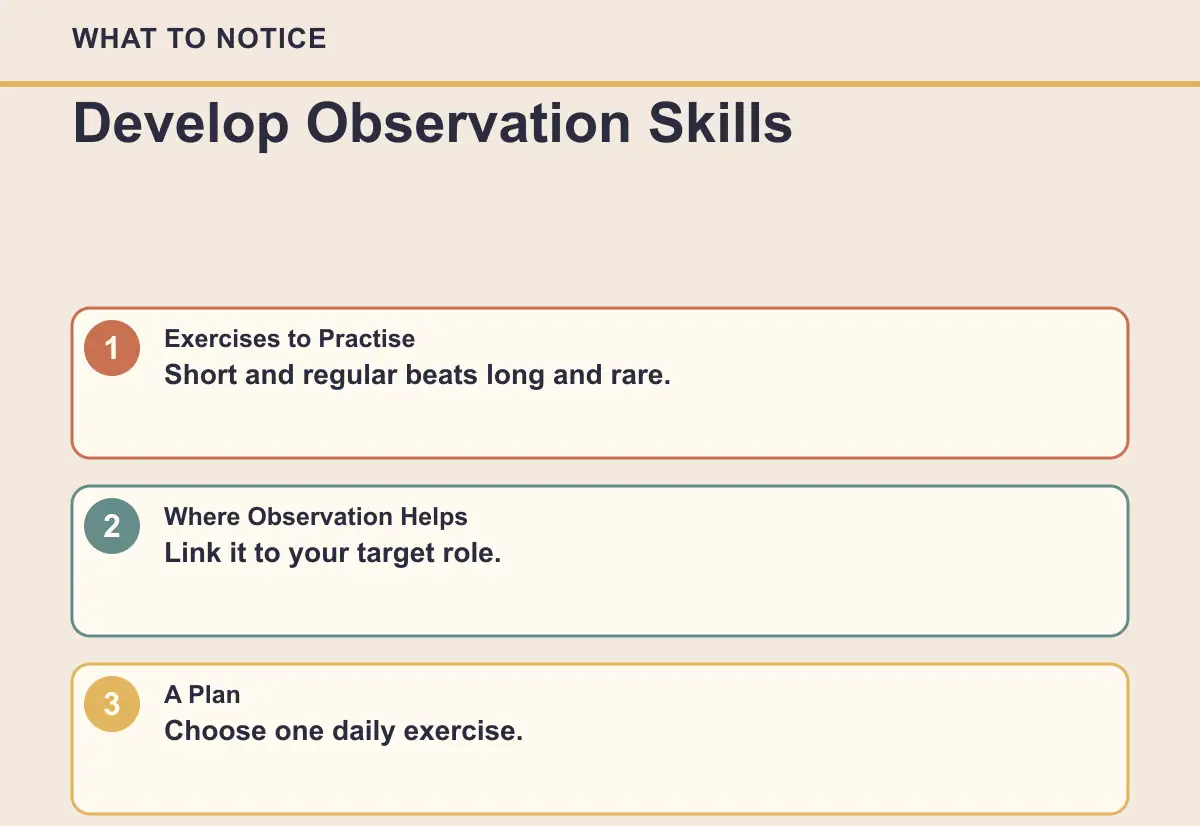 WHAT TO NOTICE
Develop Observation Skills
1
Exercises to Practise
Short and regular beats long and rare.
2
Where Observation Helps
Link it to your target role.
3
A Plan
Choose one daily exercise.